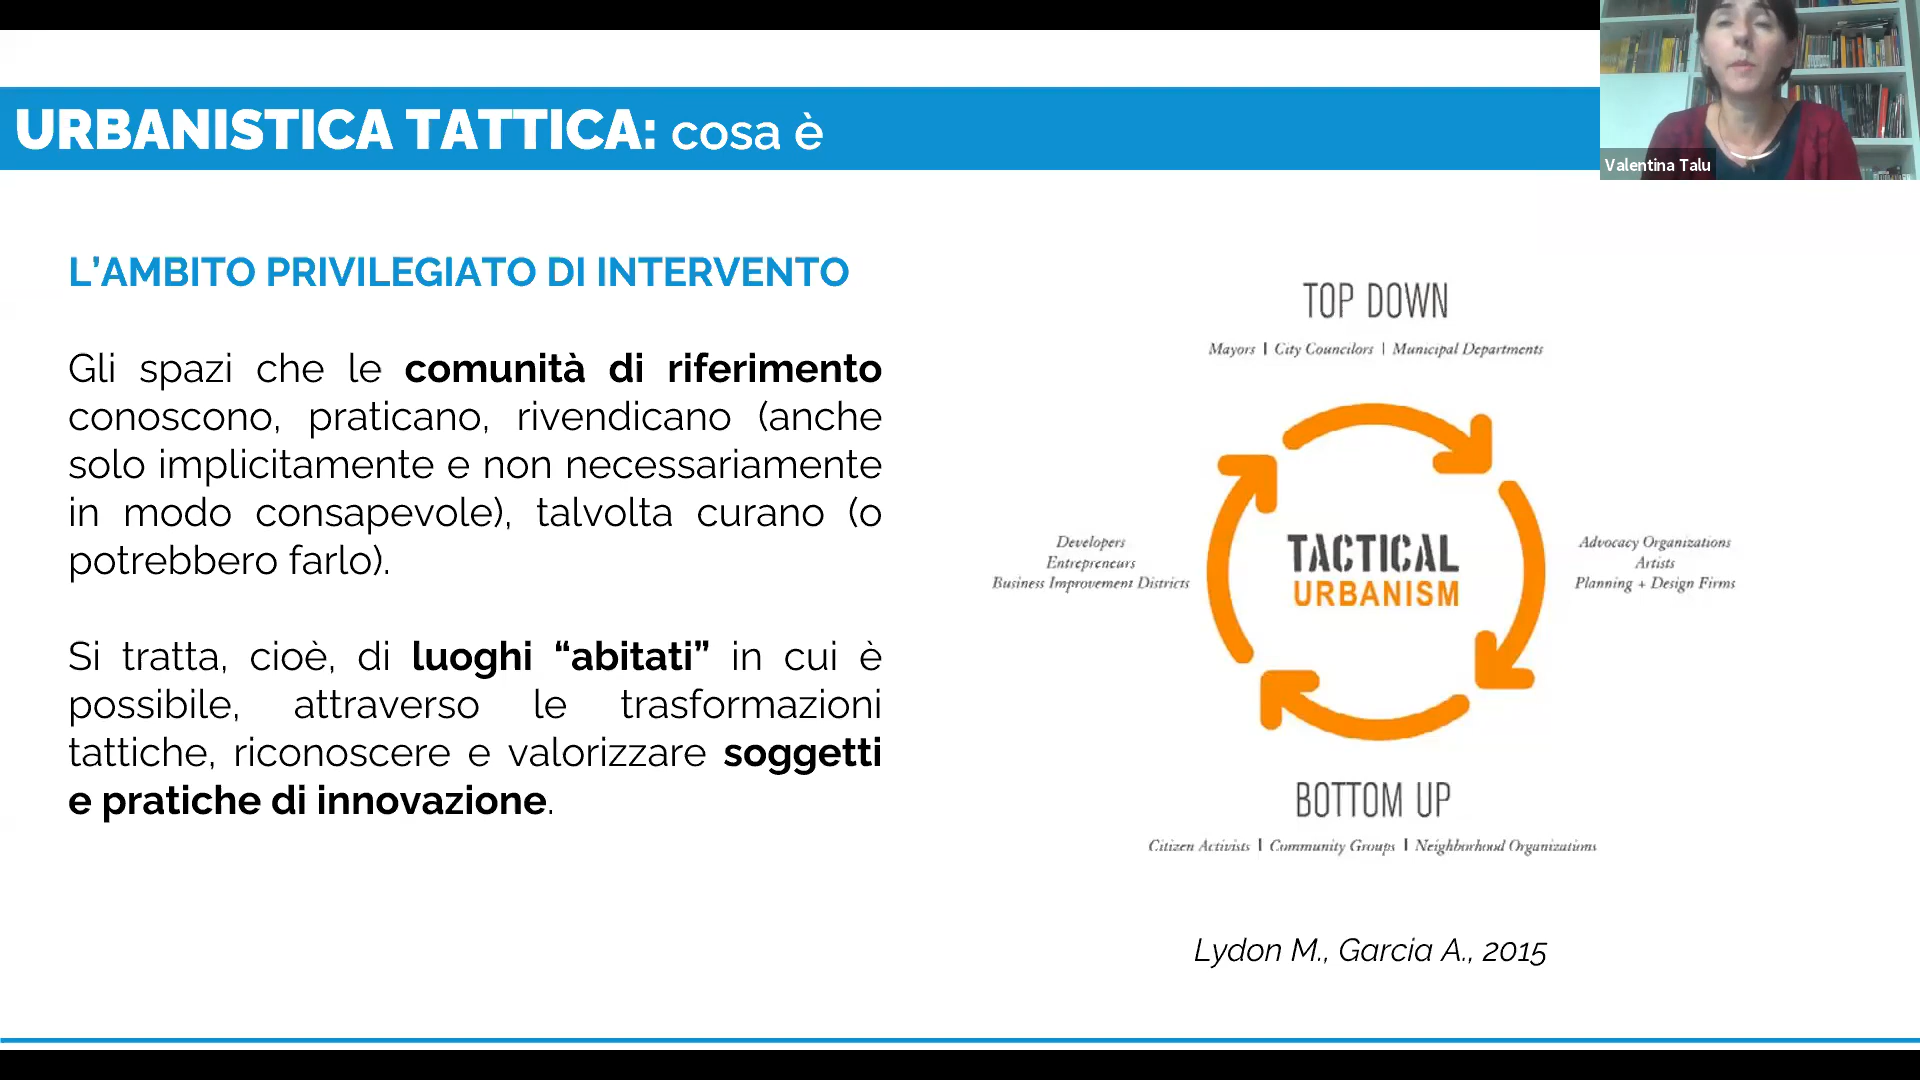 URBANISTICA TATTICA: cosa è
Valentina Talu
L’AMBITO PRIVILEGIATO DI INTERVENTO
Gli spazi che le comunità di riferimento
conoscono, praticano, rivendicano (anche
solo implicitamente e non necessariamente
in modo consapevole), talvolta curano (o
potrebbero farlo).
Si tratta, cioè, di luoghi “abitati” in cui è
possibile, attraverso le trasformazioni
tattiche, riconoscere e valorizzare soggetti
e pratiche di innovazione.
TOP DOWN
Mayors | City Councilors | Municipal Departments
Developers
Entrepreneurs
Business Improvement Districts
TACTICAL
URBANISM
Advocacy Organizations
Artists
Planning + Design Firms
BOTTOM UP
Citizen Activists | Community Groups | Neighborhood Organizations
Lydon M., Garcia A., 2015